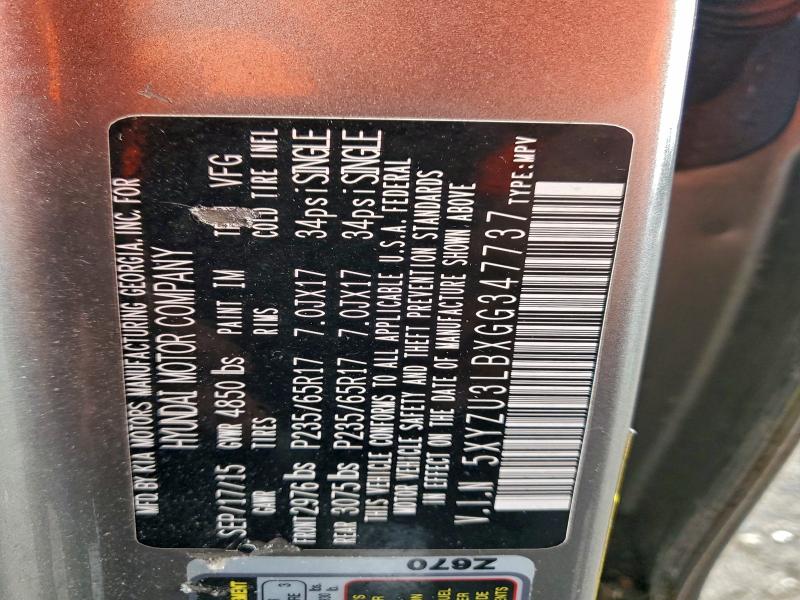 MFD.BY KIA MOTORS MANUFACTURING GEORGIA, INC. FOR
HYUNDAI MOTOR COMPANY
SEP/17/15 GVWR 4850 lbs PAINT IM VFG
GAWR TIRES RIMS COLD TIRE INFL
FRONT 2976 lbs P235/65R17 7.0JX17 34psi SINGLE
REAR 3075 lbs P235/65R17 7.0JX17 34psi SINGLE
THIS VEHICLE CONFORMS TO ALL APPLICABLE U.S.A. FEDERAL
MOTOR VEHICLE SAFETY AND THEFT PREVENTION STANDARDS
IN EFFECT ON THE DATE OF MANUFACTURE SHOWN ABOVE
V.I.N 5XYZU3LBXGG347737 TYPE:MPV
Z670